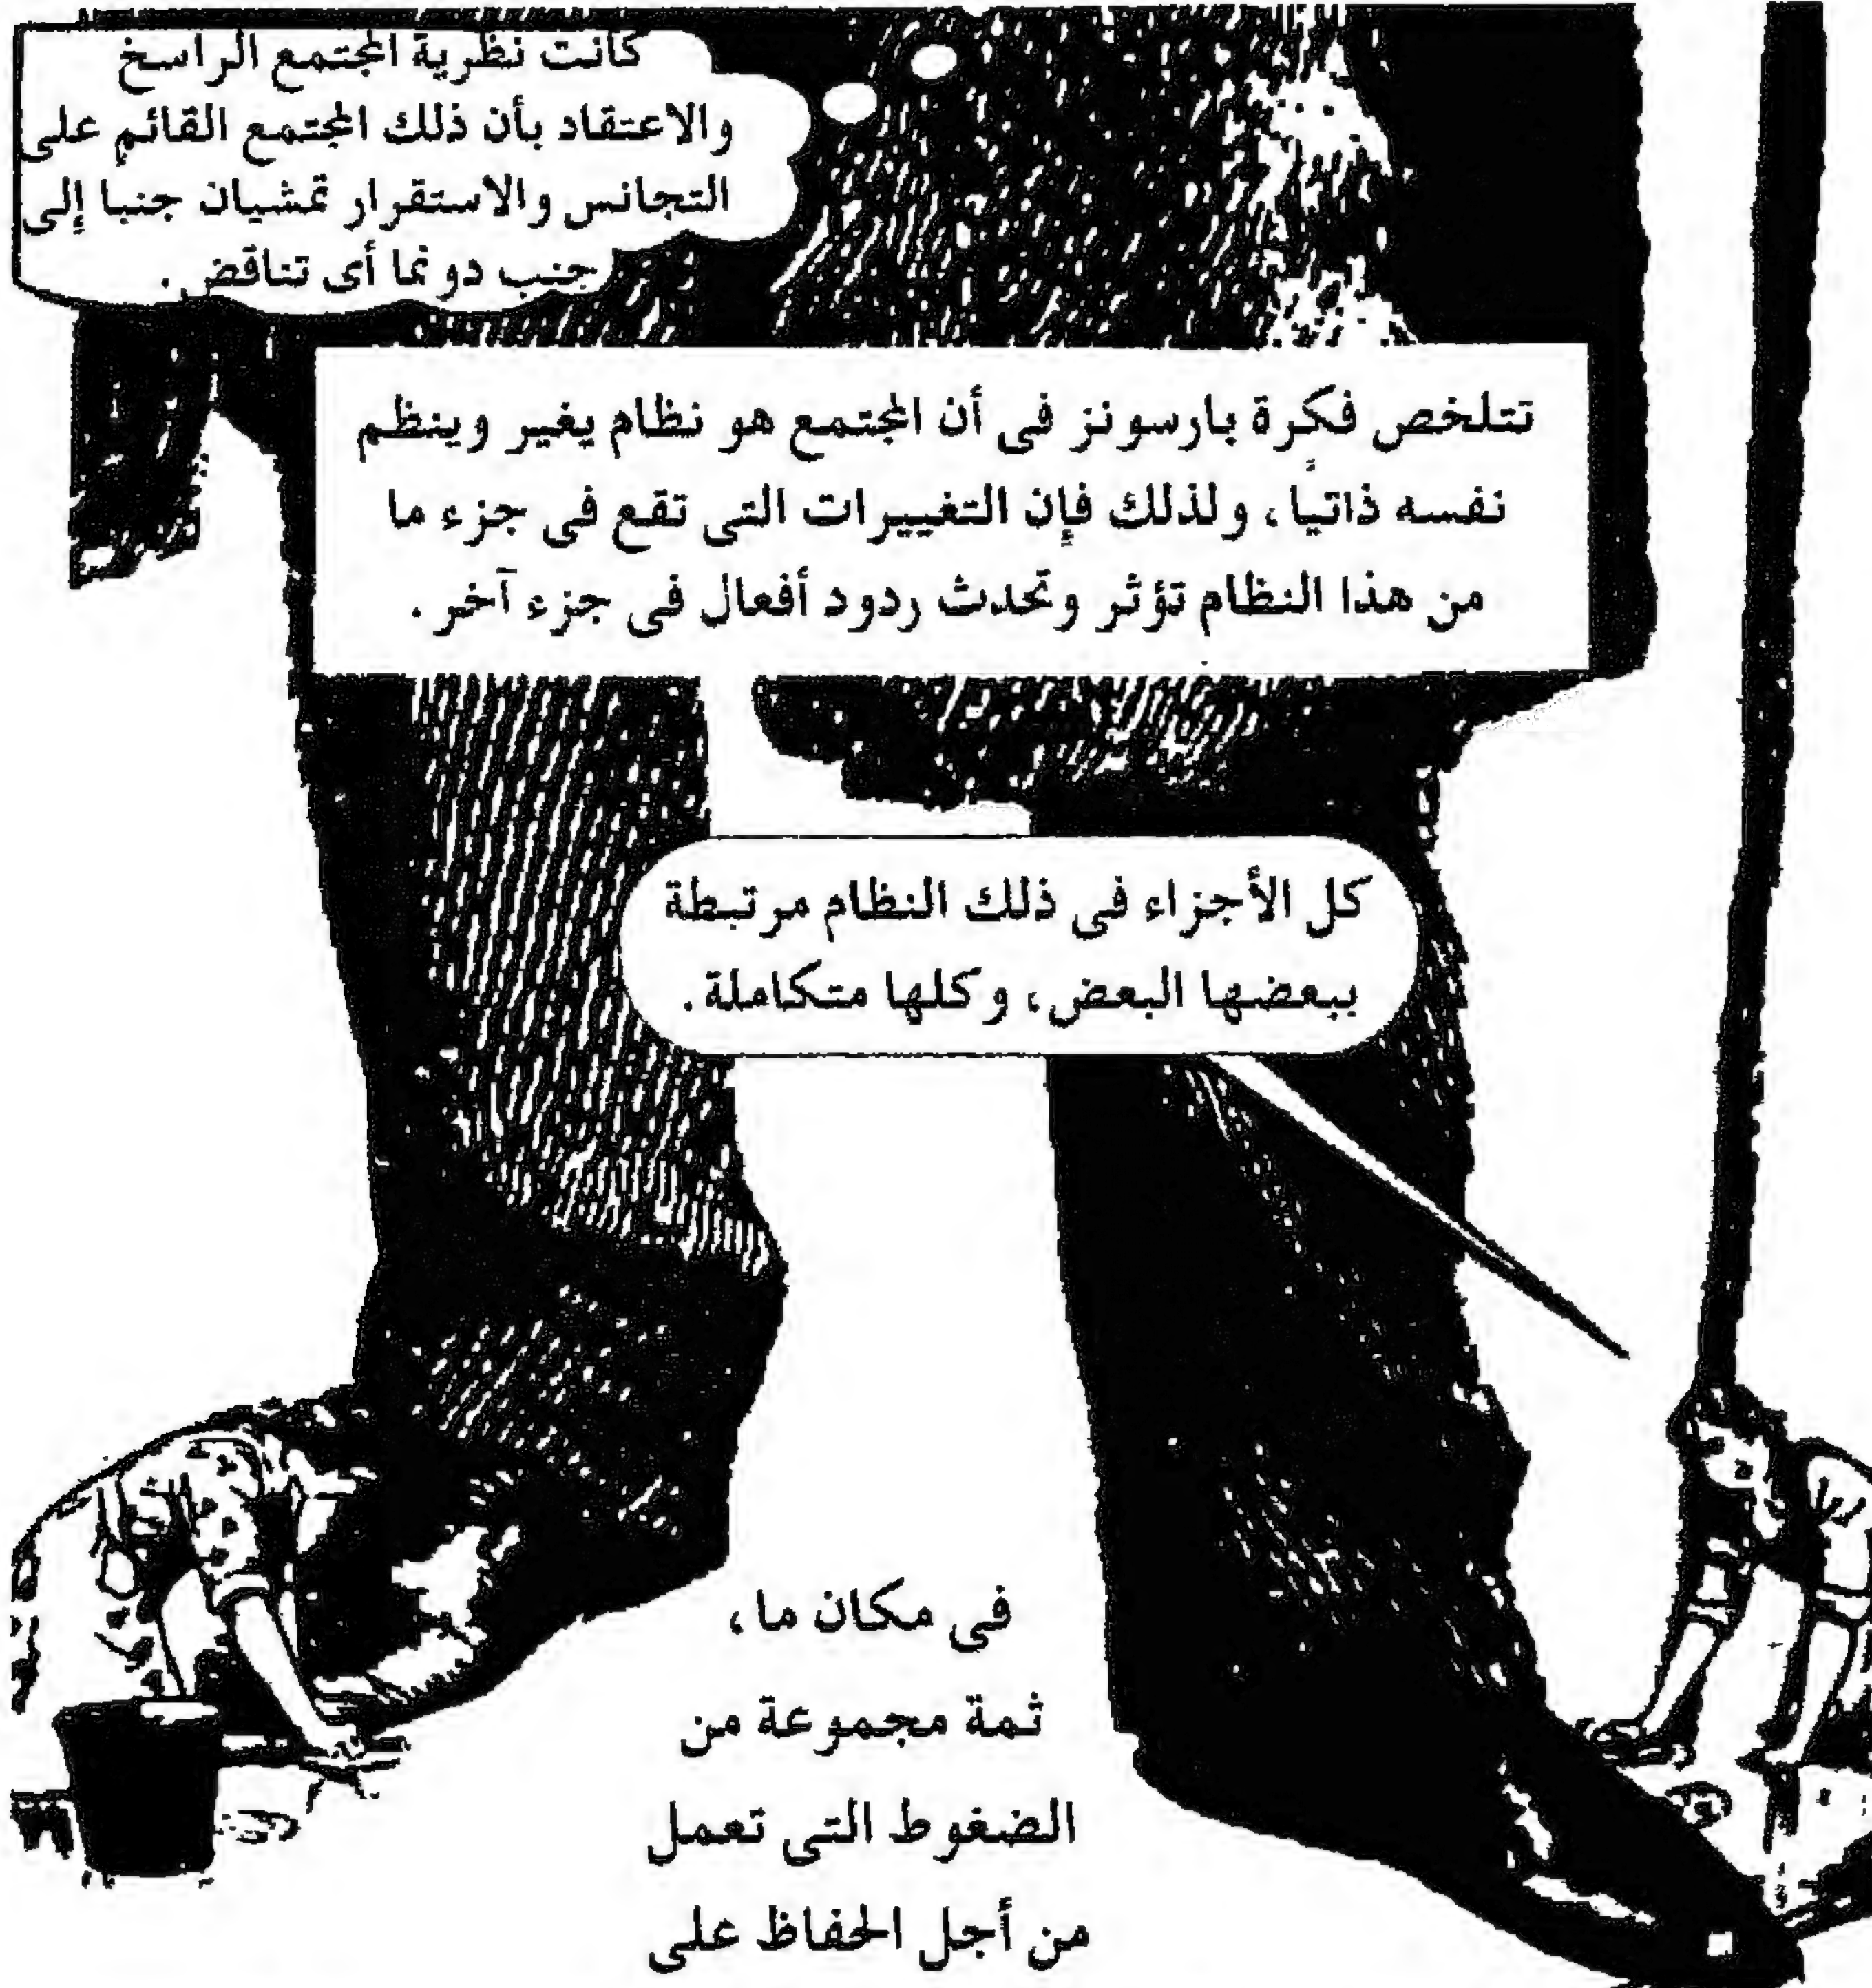 كانت نظرية المجتمع الراسخ
والاعتقاد بأن ذلك المجتمع القائم على
التجانس والاستقرار تمشيان جنبا إلى
جنب دو نما أى تناقض.
تتلخص فكرة بارسونز فى أن المجتمع هو نظام يغير وينظم
نفسه ذاتيًا، ولذلك فإن التغييرات التى تقع فى جزء ما
من هذا النظام تؤثر وتحدث ردود أفعال فى جزء آخر.
كل الأجزاء فى ذلك النظام مرتبطة
ببعضها البعض، وكلها متكاملة.
فى مكان ما،
ثمة مجموعة من
الضغوط التى تعمل
من أجل الحفاظ على